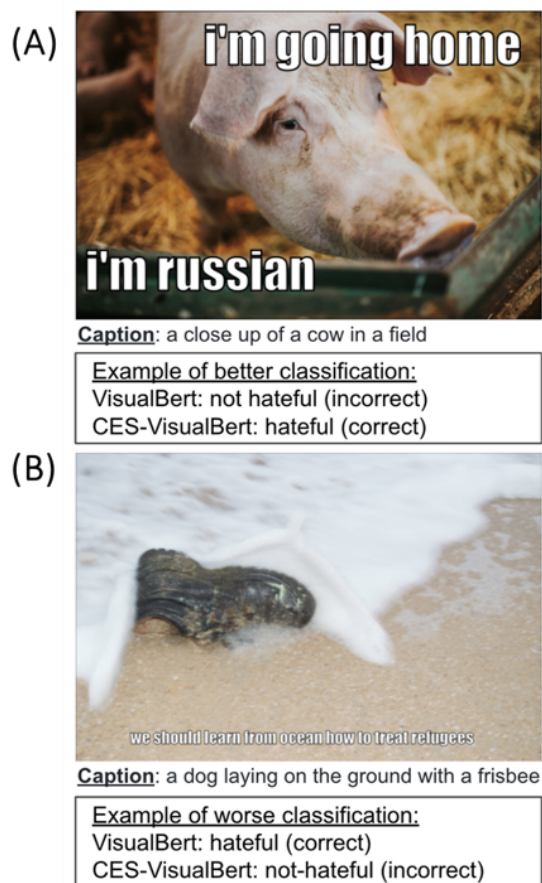 (A)
i'm going home
i'm russian
Caption: a close up of a cow in a field
Example of better classification:
VisualBert: not hateful (incorrect)
CES-VisualBert: hateful (correct)
(B)
we should learn from ocean how to treat refugees
Caption: a dog laying on the ground with a frisbee
Example of worse classification:
VisualBert: hateful (correct)
CES-VisualBert: not-hateful (incorrect)